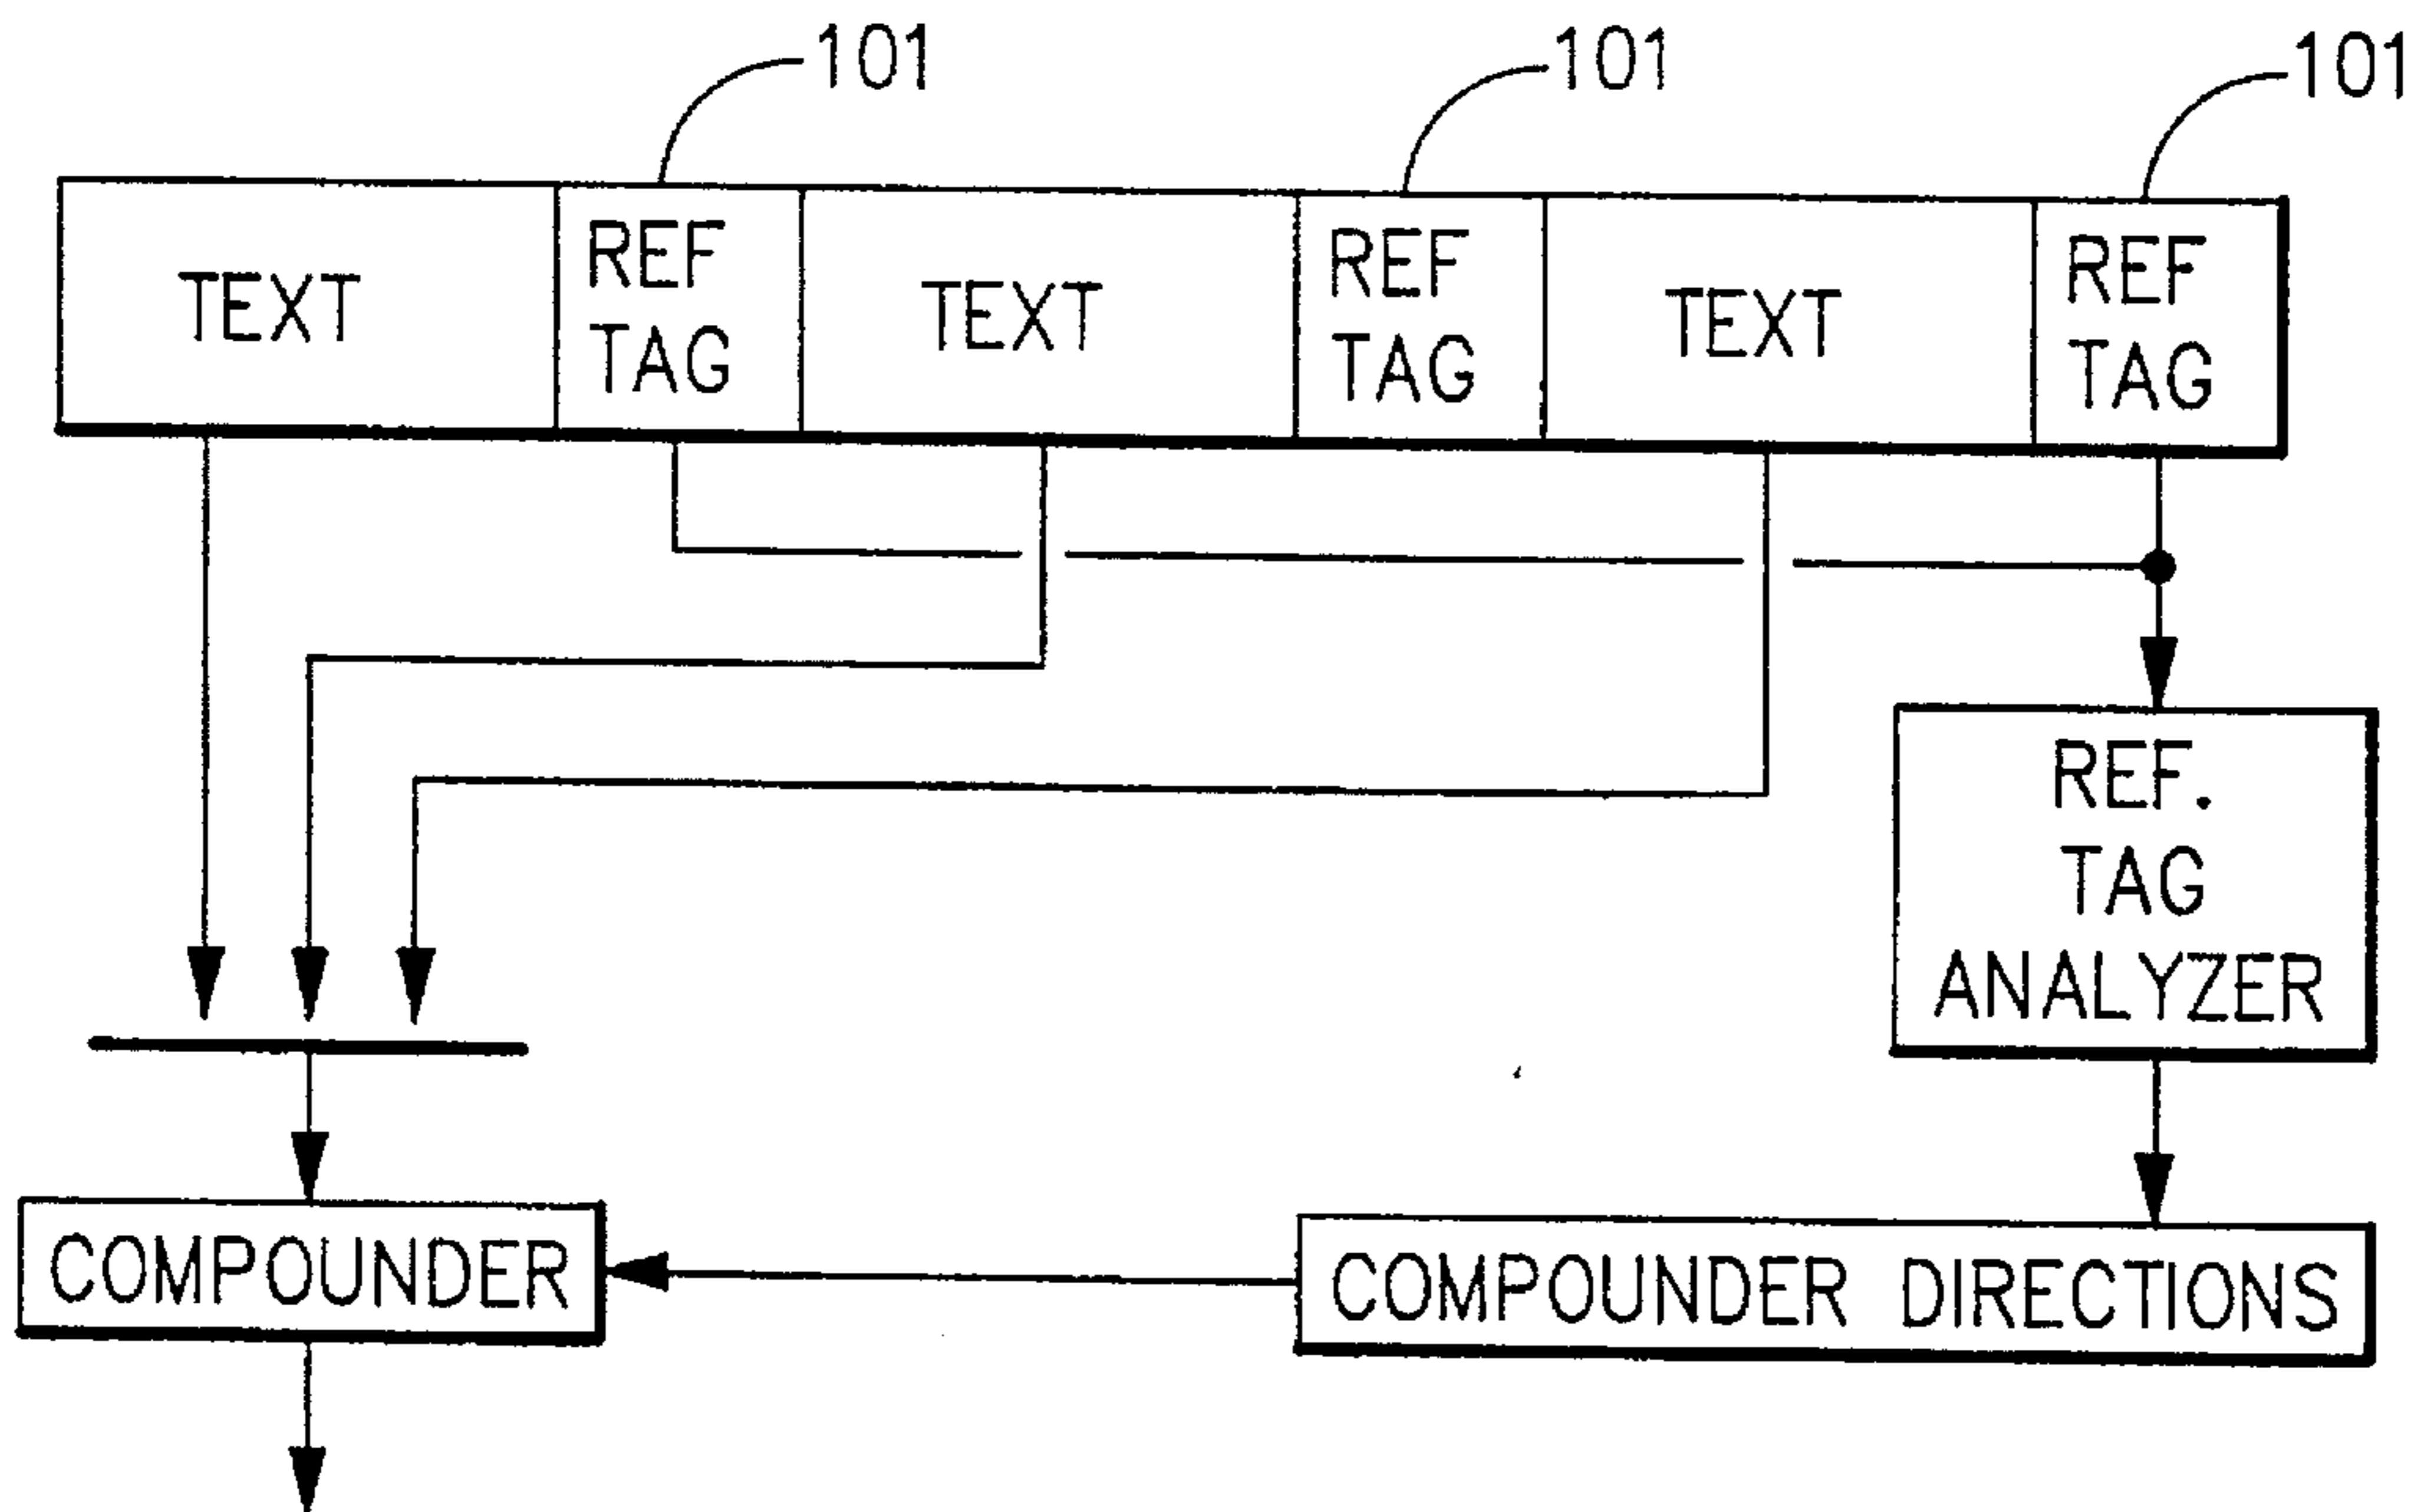 101 101 101
TEXT REF TAG TEXT REF TAG TEXT REF TAG
REF.
TAG
ANALYZER
COMPOUNDER
COMPOUNDER DIRECTIONS